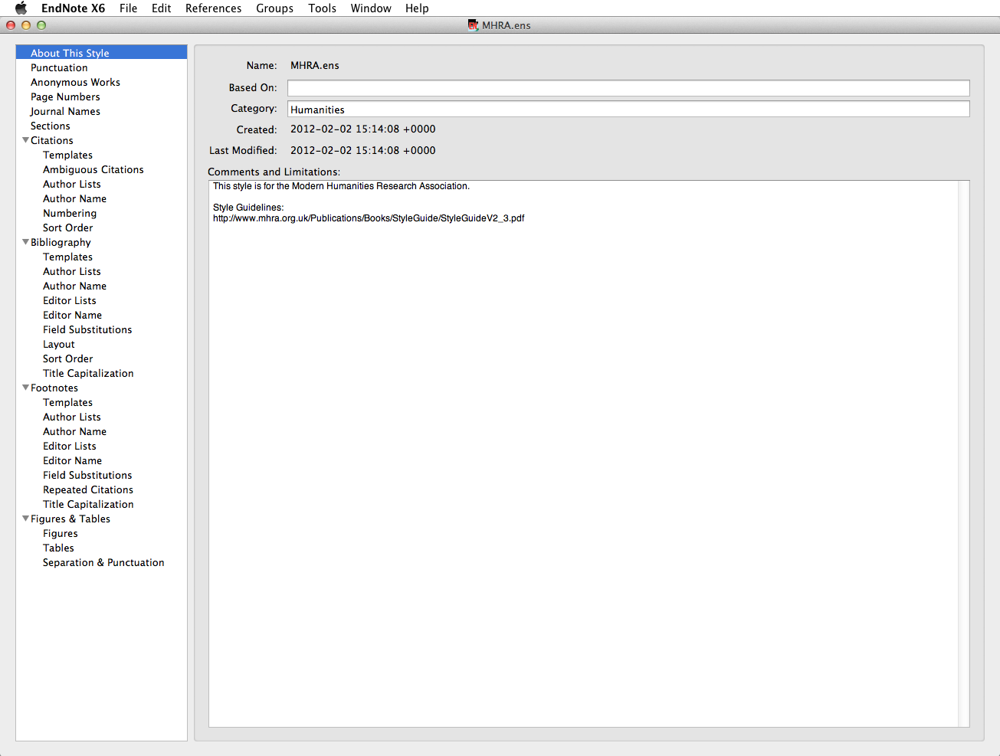 EndNote X6 File Edit References Groups Tools Window Help
MHRA.ens
About This Style
Punctuation
Anonymous Works
Page Numbers
Journal Names
Sections
Citations
Templates
Ambiguous Citations
Author Lists
Author Name
Numbering
Sort Order
Bibliography
Templates
Author Lists
Author Name
Editor Lists
Editor Name
Field Substitutions
Layout
Sort Order
Title Capitalization
Footnotes
Templates
Author Lists
Author Name
Editor Lists
Editor Name
Field Substitutions
Repeated Citations
Title Capitalization
Figures & Tables
Figures
Tables
Separation & Punctuation
Name: MHRA.ens
Based On:
Category: Humanities
Created: 2012-02-02 15:14:08 +0000
Last Modified: 2012-02-02 15:14:08 +0000
Comments and Limitations:
This style is for the Modern Humanities Research Association.
Style Guidelines:
http://www.mhra.org.uk/Publications/Books/StyleGuide/StyleGuideV2_3.pdf